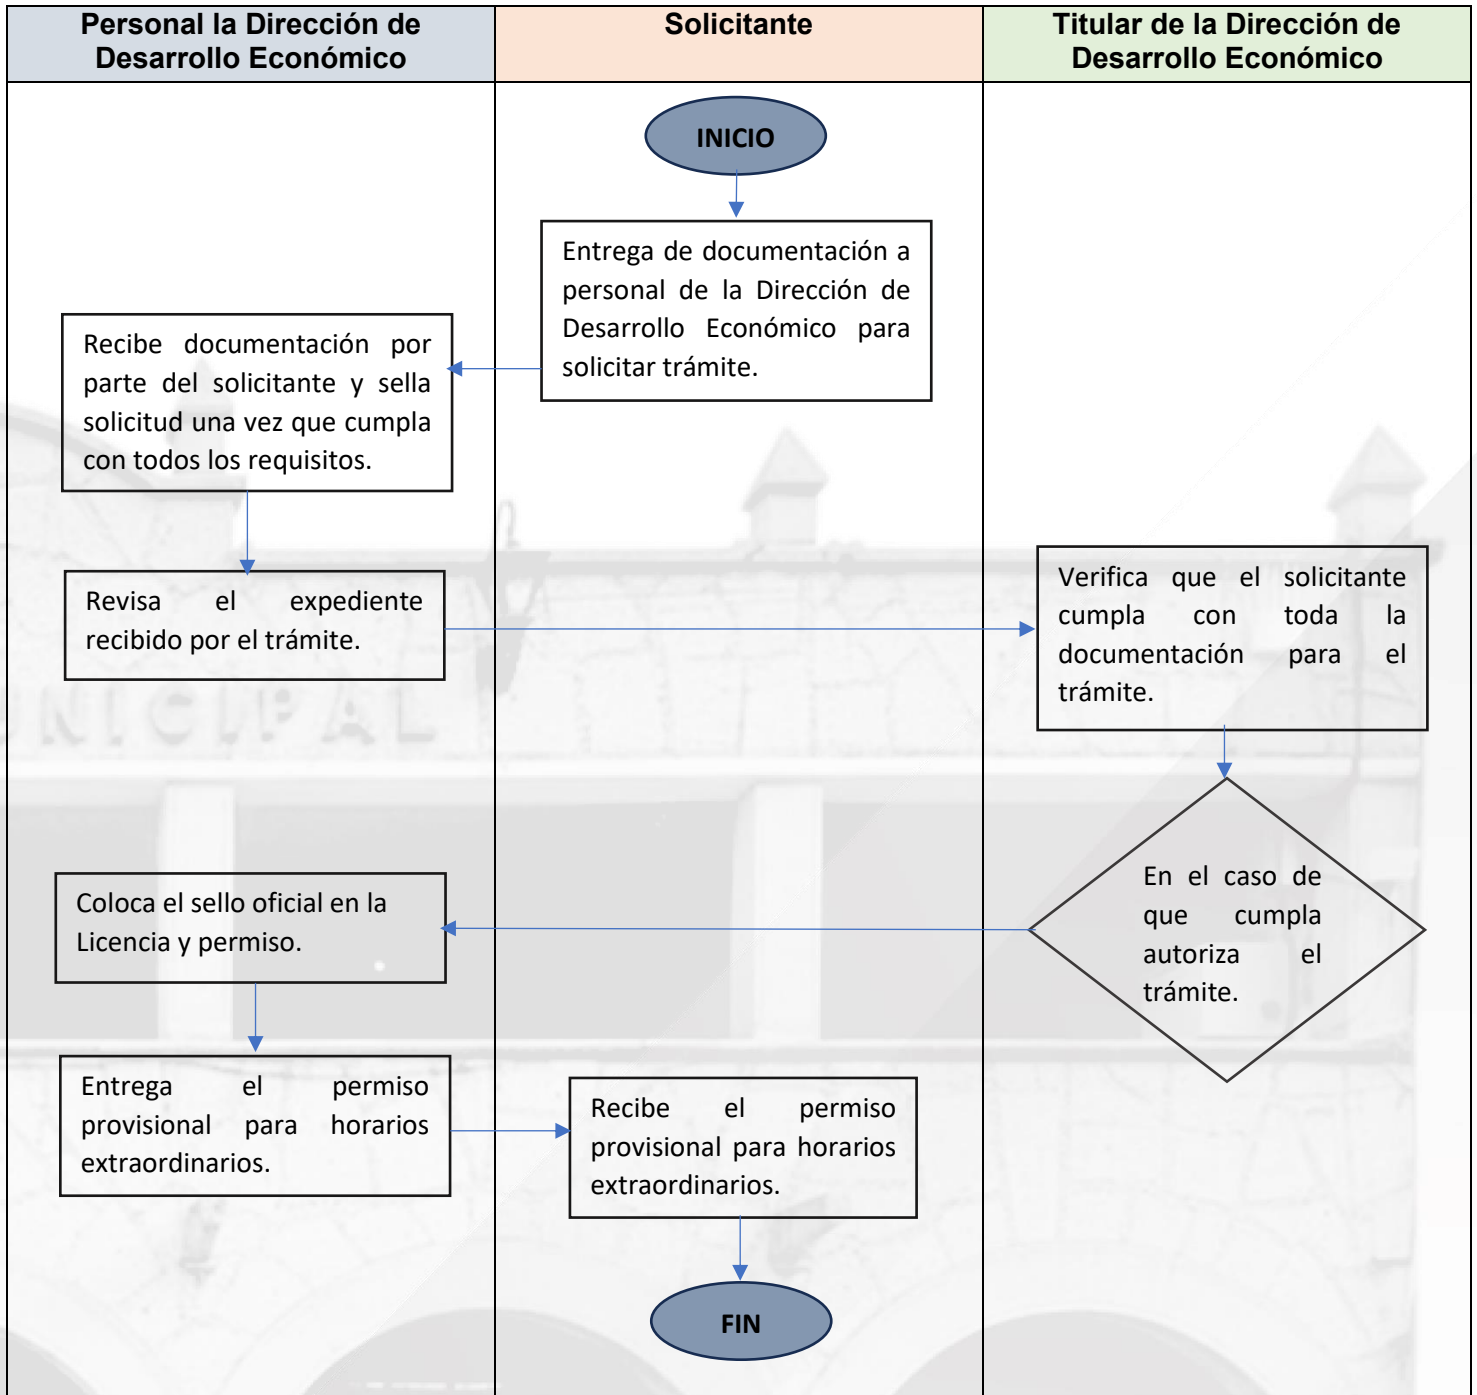 Personal la Dirección de
Desarrollo Económico
Solicitante
Titular de la Dirección de
Desarrollo Económico
INICIO
Entrega de documentación a
personal de la Dirección de
Desarrollo Económico para
solicitar trámite.
Recibe documentación por
parte del solicitante y sella
solicitud una vez que cumpla
con todos los requisitos.
Revisa el expediente
recibido por el trámite.
Verifica que el solicitante
cumpla con toda la
documentación para el
trámite.
UNICIPAL
En el caso de
que cumpla
autoriza el
trámite.
Coloca el sello oficial en la
Licencia y permiso.
Entrega el permiso
provisional para horarios
extraordinarios.
Recibe el permiso
provisional para horarios
extraordinarios.
FIN